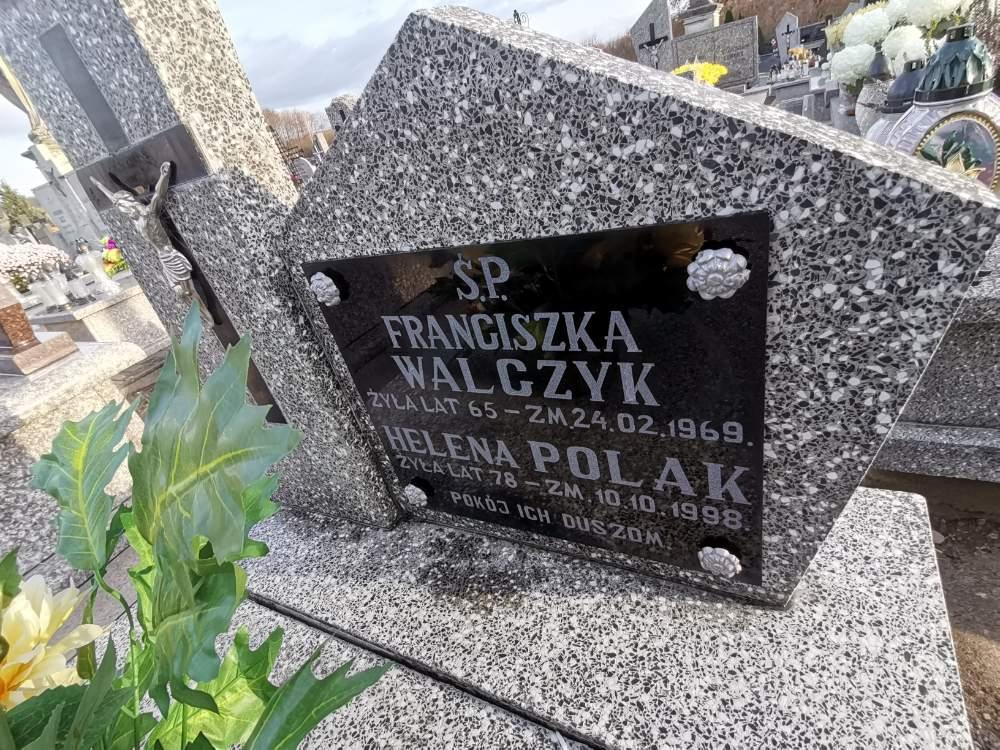 Ś.P.
FRANCISZKA
WALCZYK
ŻYŁA LAT 65 – ZM. 24.02.1969.
HELENA POLAK
ŻYŁA LAT 78 – ZM. 10.10.1998.
POKÓJ ICH DUSZOM.